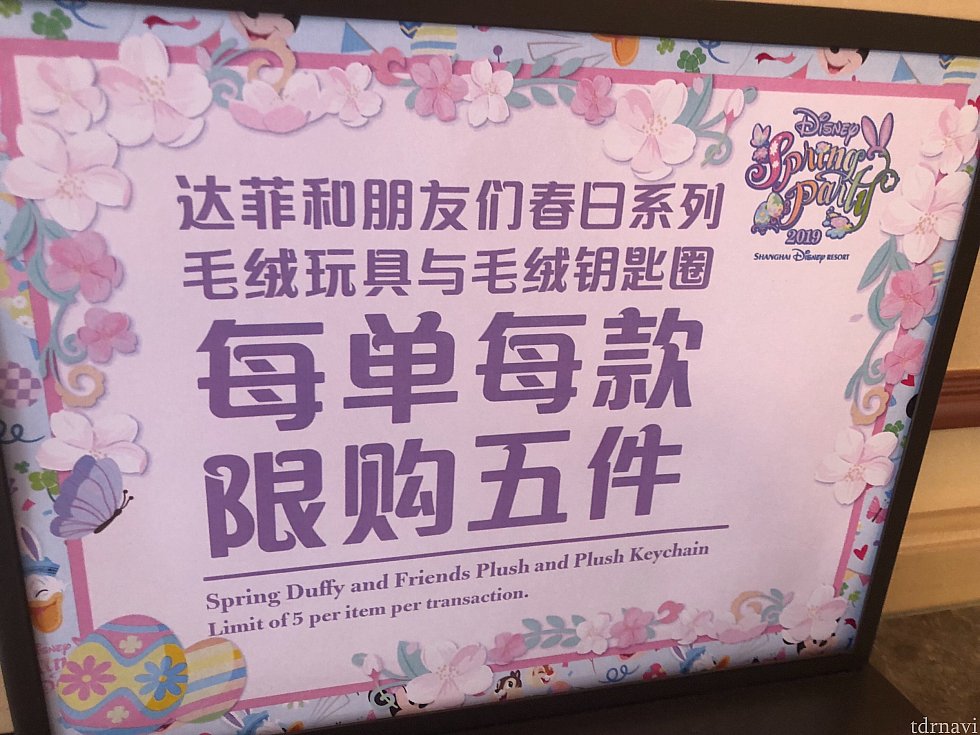 Disney
Spring
Party
2019
SHANGHAI Disney RESORT
达菲和朋友们春日系列
毛绒玩具与毛绒钥匙圈
每单每款
限购五件
Spring Duffy and Friends Plush and Plush Keychain
Limit of 5 per item per transaction.
tdrnavi